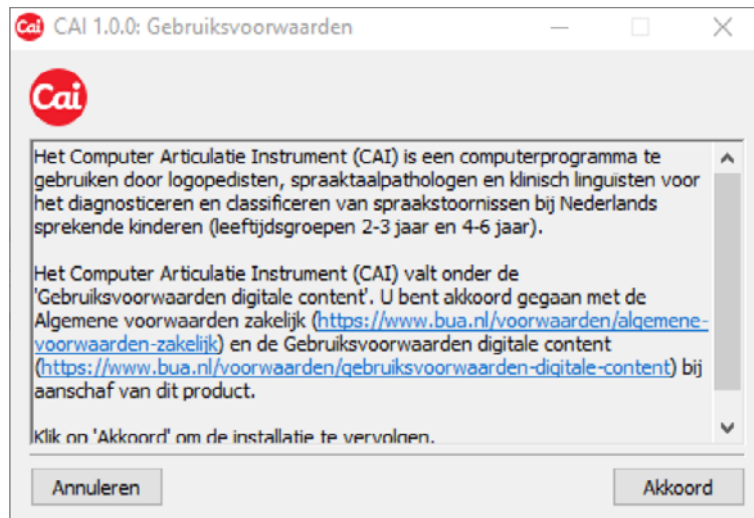 Cai CAI 1.0.0: Gebruiksvoorwaarden
Cai
Het Computer Articulatie Instrument (CAI) is een computerprogramma te
gebruiken door logopedisten, spraaktaalpathologen en klinisch linguïsten voor
het diagnosticeren en classificeren van spraakstoornissen bij Nederlands
sprekende kinderen (leeftijdsgroepen 2-3 jaar en 4-6 jaar).
Het Computer Articulatie Instrument (CAI) valt onder de
'Gebruiksvoorwaarden digitale content'. U bent akkoord gegaan met de
Algemene voorwaarden zakelijk (https://www.bua.nl/voorwaarden/algemene-
voorwaarden-zakelijk) en de Gebruiksvoorwaarden digitale content
(https://www.bua.nl/voorwaarden/gebruiksvoorwaarden-digitale-content) bij
aanschaf van dit product.
Klik op 'Akkoord' om de installatie te vervolgen.
Annuleren
Akkoord